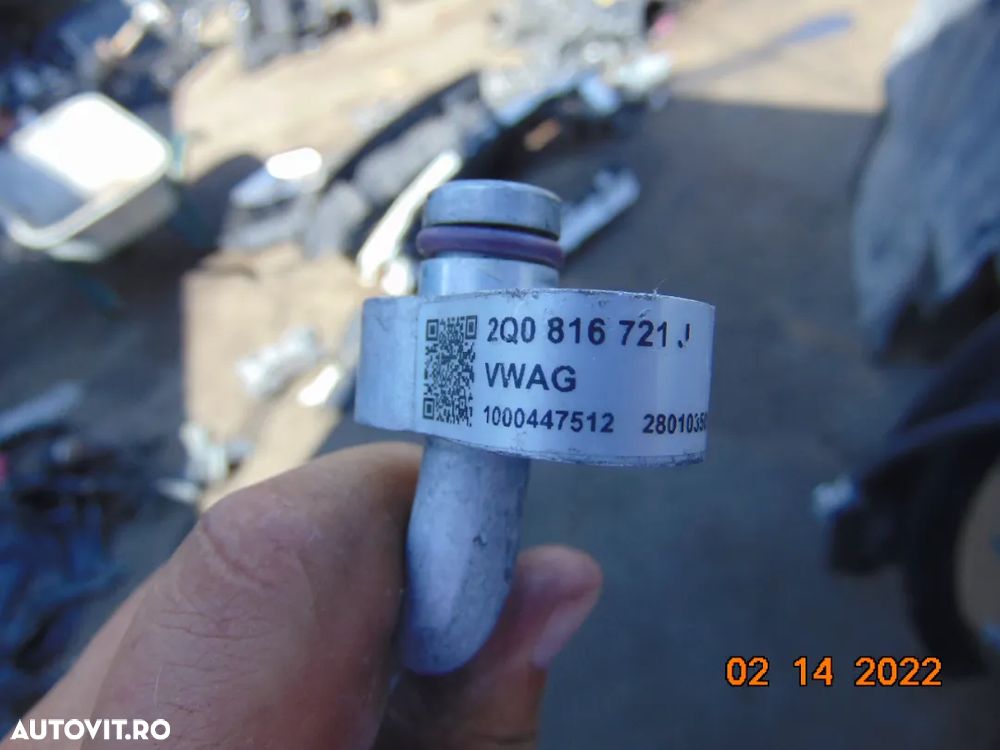 2Q0 816 721 J
VWAG
1000447512
02 14 2022
AUTOVIT.RO